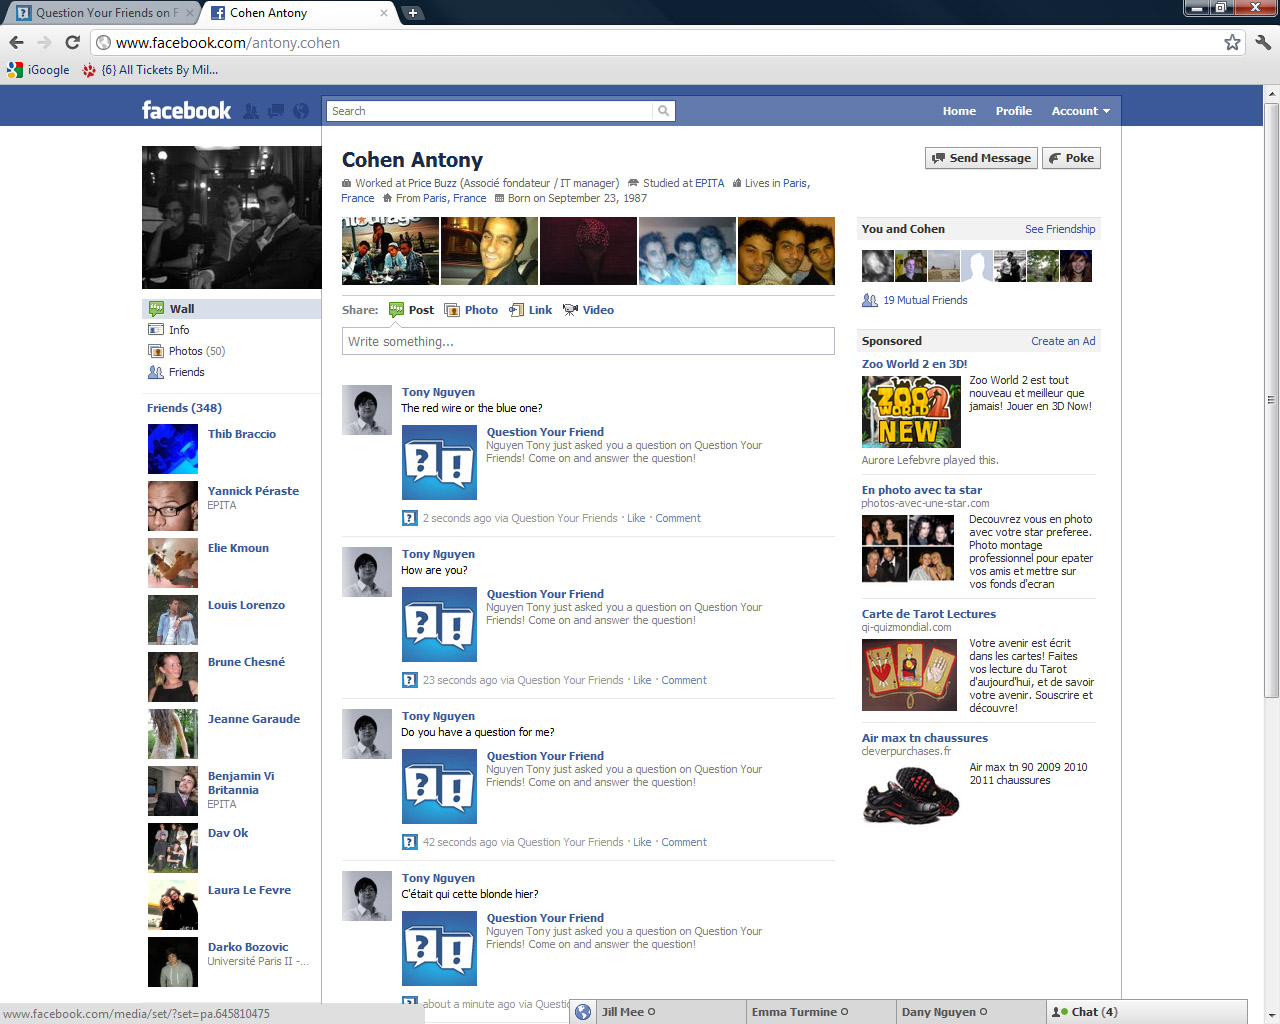 Question Your Friends on F
Cohen Antony
www.facebook.com/antony.cohen
iGoogle
{6} All Tickets By Mil...
facebook
Search
Home Profile Account
Cohen Antony
Send Message
Poke
Worked at Price Buzz (Associé fondateur / IT manager) Studied at EPITA Lives in Paris,
France From Paris, France Born on September 23, 1987
Wall
Info
Photos (50)
Friends
Friends (348)
Thib Braccio
Yannick Péraste
EPITA
Elie Kmoun
Louis Lorenzo
Brune Chesné
Jeanne Garaude
Benjamin Vi
Britannia
EPITA
Dav Ok
Laura Le Fevre
Darko Bozovic
Université Paris II -...
Share: Post Photo Link Video
Write something...
Tony Nguyen
The red wire or the blue one?
Question Your Friend
Nguyen Tony just asked you a question on Question Your
Friends! Come on and answer the question!
2 seconds ago via Question Your Friends · Like · Comment
Tony Nguyen
How are you?
Question Your Friend
Nguyen Tony just asked you a question on Question Your
Friends! Come on and answer the question!
23 seconds ago via Question Your Friends · Like · Comment
Tony Nguyen
Do you have a question for me?
Question Your Friend
Nguyen Tony just asked you a question on Question Your
Friends! Come on and answer the question!
42 seconds ago via Question Your Friends · Like · Comment
Tony Nguyen
C'était qui cette blonde hier?
Question Your Friend
Nguyen Tony just asked you a question on Question Your
Friends! Come on and answer the question!
about a minute ago via Questic
You and Cohen See Friendship
19 Mutual Friends
Sponsored Create an Ad
Zoo World 2 en 3D!
ZOO
WORLD 2
NEW
Zoo World 2 est tout
nouveau et meilleur que
jamais! Jouer en 3D Now!
Aurore Lefebvre played this.
En photo avec ta star
photos-avec-une-star.com
Decouvrez vous en photo
avec votre star preferee.
Photo montage
professionnel pour epater
vos amis et mettre sur
vos fonds d'ecran
Carte de Tarot Lectures
qi-quizmondial.com
Votre avenir est écrit
dans les cartes! Faites
vos lecture du Tarot
d'aujourd'hui, et de savoir
votre avenir. Souscrire et
découvre!
Air max tn chaussures
cleverpurchases.fr
Air max tn 90 2009 2010
2011 chaussures
www.facebook.com/media/set/?set=pa.645810475
Jill Mee
Emma Turmine
Dany Nguyen
Chat (4)